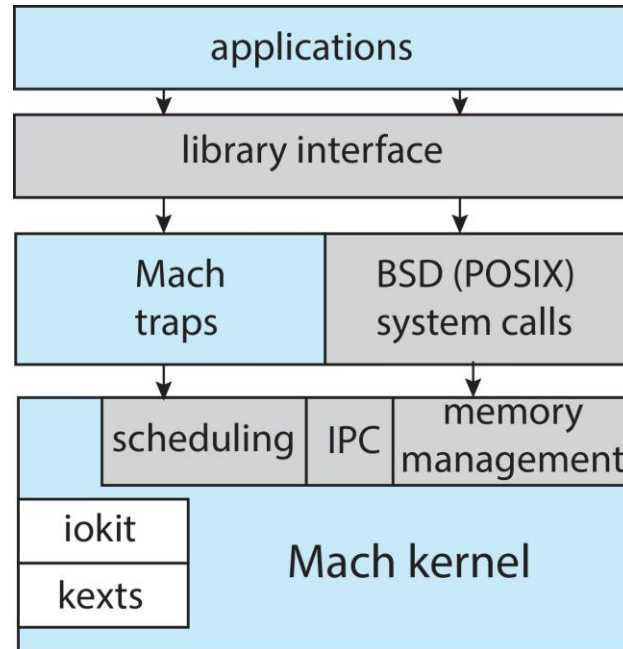 applications
library interface
Mach
traps
BSD (POSIX)
system calls
scheduling
IPC
memory
management
iokit
kexts
Mach kernel